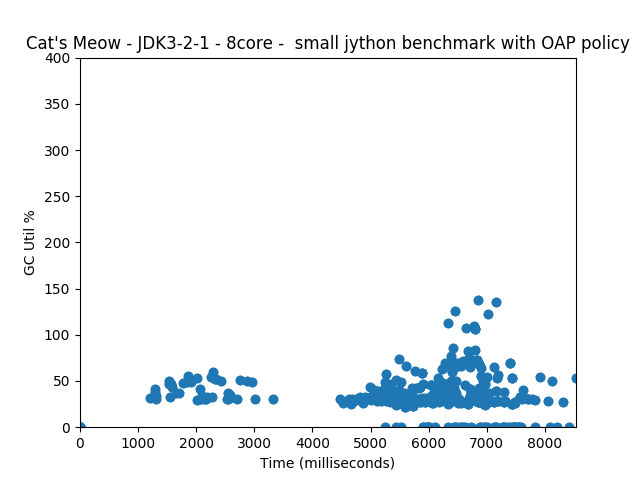 Cat's Meow - JDK3-2-1 - 8core -  small jython benchmark with OAP policy
400
350
300
250
200
150
100
50
0
GC Util %
0 1000 2000 3000 4000 5000 6000 7000 8000
Time (milliseconds)